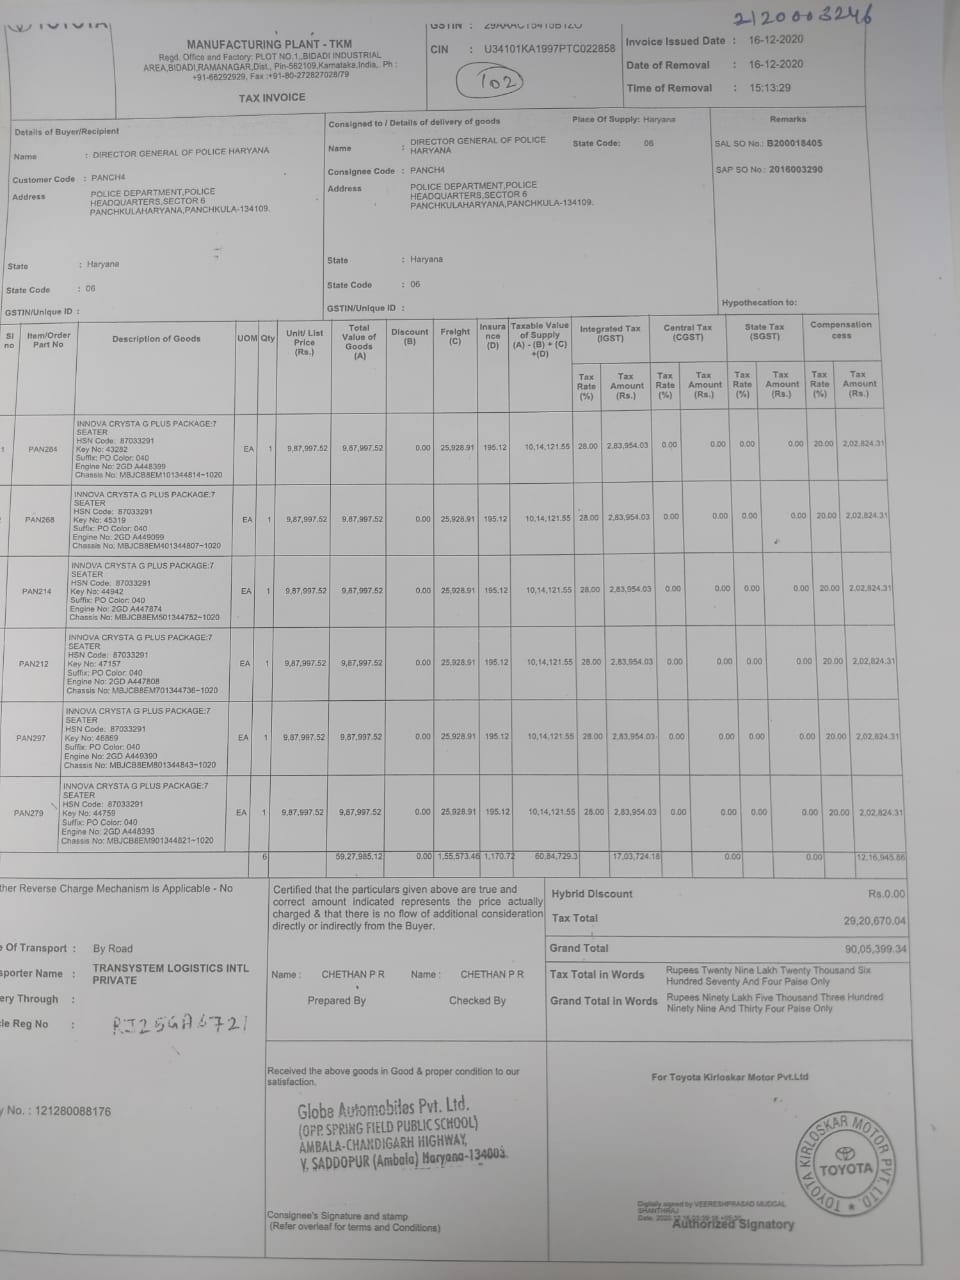 212000 3246
TOYOTA
MANUFACTURING PLANT - TKM
Regd. Office and Factory: PLOT NO.1,,BIDADI INDUSTRIAL
AREA,BIDADI,RAMANAGAR,Dist., Pin-562109,Karnataka,India,. Ph :
+91-66292929, Fax :+91-80-272827028/79
TAX INVOICE
GSTIN :
CIN : U34101KA1997PTC022858
102
Invoice Issued Date : 16-12-2020
Date of Removal : 16-12-2020
Time of Removal : 15:13:29
Details of Buyer/Recipient
Name : DIRECTOR GENERAL OF POLICE HARYANA
Customer Code : PANCH4
Address POLICE DEPARTMENT,POLICE
HEADQUARTERS,SECTOR 6
PANCHKULAHARYANA,PANCHKULA-134109.
State : Haryana
State Code : 06
GSTIN/Unique ID :
Consigned to / Details of delivery of goods
Place Of Supply: Haryana
Name : DIRECTOR GENERAL OF POLICE
HARYANA
State Code: 06
Consignee Code : PANCH4
Address POLICE DEPARTMENT,POLICE
HEADQUARTERS,SECTOR 6
PANCHKULAHARYANA,PANCHKULA-134109.
State : Haryana
State Code : 06
GSTIN/Unique ID :
Remarks
SAL SO No.: B200018405
SAP SO No.: 2016003290
Hypothecation to:
Sl no Item/Order Part No Description of Goods UOM Qty Unit/ List Price (Rs.) Total Value of Goods (A) Discount (B) Freight (C) Insura nce (D) Taxable Value of Supply (A) - (B) + (C) +(D) Integrated Tax (IGST) Central Tax (CGST) State Tax (SGST) Compensation cess
Tax Rate (%) Tax Amount (Rs.) Tax Rate (%) Tax Amount (Rs.) Tax Rate (%) Tax Amount (Rs.) Tax Rate (%) Tax Amount (Rs.)
INNOVA CRYSTA G PLUS PACKAGE:7
SEATER
HSN Code: 87033291
1 PAN284 Key No: 43282 EA 1 9,87,997.52 9,87,997.52 0.00 25,928.91 195.12 10,14,121.55 28.00 2,83,954.03 0.00 0.00 0.00 0.00 20.00 2,02,824.31
Suffix: PO Color: 040
Engine No: 2GD A448399
Chassis No: MBJCB8EM101344814~1020
INNOVA CRYSTA G PLUS PACKAGE:7
SEATER
HSN Code: 87033291
PAN268 Key No: 45319 EA 1 9,87,997.52 9,87,997.52 0.00 25,928.91 195.12 10,14,121.55 28.00 2,83,954.03 0.00 0.00 0.00 0.00 20.00 2,02,824.31
Suffix: PO Color: 040
Engine No: 2GD A449099
Chassis No: MBJCB8EM401344807~1020
INNOVA CRYSTA G PLUS PACKAGE:7
SEATER
HSN Code: 87033291
PAN214 Key No: 44942 EA 1 9,87,997.52 9,87,997.52 0.00 25,928.91 195.12 10,14,121.55 28.00 2,83,954.03 0.00 0.00 0.00 0.00 20.00 2,02,824.31
Suffix: PO Color: 040
Engine No: 2GD A447874
Chassis No: MBJCB8EM501344752~1020
INNOVA CRYSTA G PLUS PACKAGE:7
SEATER
HSN Code: 87033291
PAN212 Key No: 47157 EA 1 9,87,997.52 9,87,997.52 0.00 25,928.91 195.12 10,14,121.55 28.00 2,83,954.03 0.00 0.00 0.00 0.00 20.00 2,02,824.31
Suffix: PO Color: 040
Engine No: 2GD A447808
Chassis No: MBJCB8EM701344736~1020
INNOVA CRYSTA G PLUS PACKAGE:7
SEATER
HSN Code: 87033291
PAN297 Key No: 46869 EA 1 9,87,997.52 9,87,997.52 0.00 25,928.91 195.12 10,14,121.55 28.00 2,83,954.03 0.00 0.00 0.00 0.00 20.00 2,02,824.31
Suffix: PO Color: 040
Engine No: 2GD A449390
Chassis No: MBJCB8EM801344843~1020
INNOVA CRYSTA G PLUS PACKAGE:7
SEATER
HSN Code: 87033291
PAN279 Key No: 44759 EA 1 9,87,997.52 9,87,997.52 0.00 25,928.91 195.12 10,14,121.55 28.00 2,83,954.03 0.00 0.00 0.00 0.00 20.00 2,02,824.31
Suffix: PO Color: 040
Engine No: 2GD A448393
Chassis No: MBJCB8EM901344821~1020
6 59,27,985.12 0.00 1,55,573.46 1,170.72 60,84,729.3 17,03,724.18 0.00 0.00 12,16,945.86
ther Reverse Charge Mechanism is Applicable - No
e Of Transport : By Road
sporter Name : TRANSYSTEM LOGISTICS INTL
PRIVATE
ery Through :
le Reg No : RJ25GA6721
y No. : 121280088176
Certified that the particulars given above are true and
correct amount indicated represents the price actually
charged & that there is no flow of additional consideration
directly or indirectly from the Buyer.
Name : CHETHAN P R Name : CHETHAN P R
Prepared By Checked By
Hybrid Discount Rs.0.00
Tax Total 29,20,670.04
Grand Total 90,05,399.34
Tax Total in Words Rupees Twenty Nine Lakh Twenty Thousand Six
Hundred Seventy And Four Paise Only
Grand Total in Words Rupees Ninety Lakh Five Thousand Three Hundred
Ninety Nine And Thirty Four Paise Only
Received the above goods in Good & proper condition to our
satisfaction.
Globe Automobiles Pvt. Ltd.
(OPP. SPRING FIELD PUBLIC SCHOOL)
AMBALA-CHANDIGARH HIGHWAY,
V. SADDOPUR (Ambala) Haryana-134003.
Consignee's Signature and stamp
(Refer overleaf for terms and Conditions)
For Toyota Kirloskar Motor Pvt.Ltd
TOYOTA KIRLOSKAR MOTOR PVT. LTD.
TOYOTA
Digitally signed by VEERESHPRASAD MUDGAL
SHANTHRAJ
Authorized Signatory